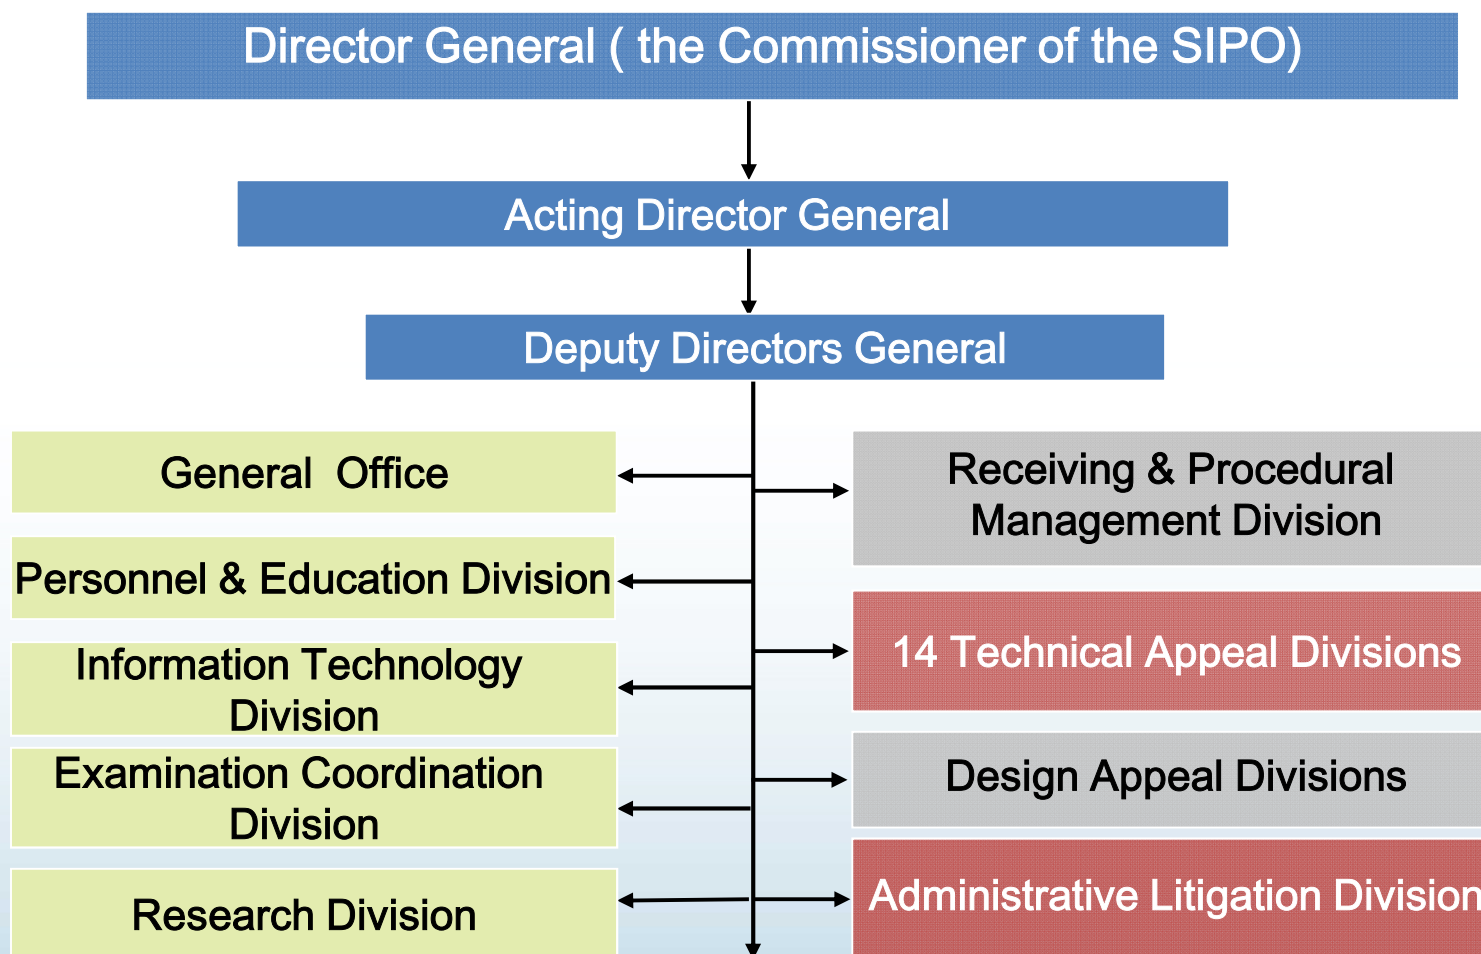 Director General ( the Commissioner of the SIPO)
Acting Director General
Deputy Directors General
General Office
Personnel & Education Division
Information Technology
Division
Examination Coordination
Division
Research Division
Receiving & Procedural
Management Division
14 Technical Appeal Divisions
Design Appeal Divisions
Administrative Litigation Division